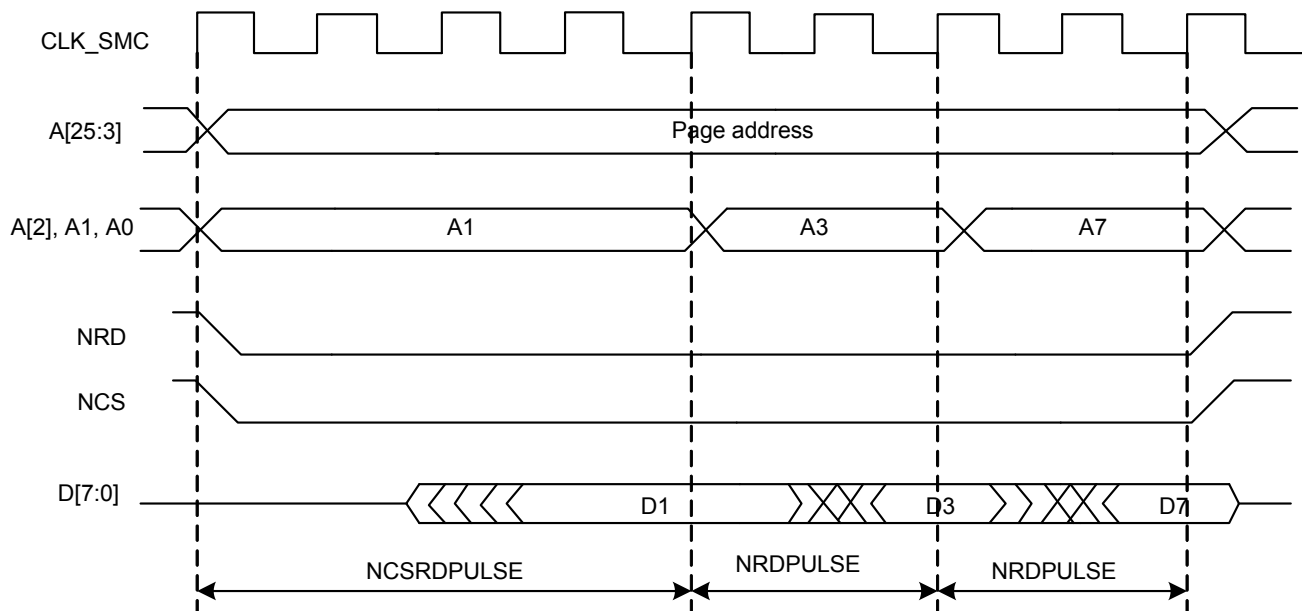 CLK_SMC
A[25:3]
Page address
A[2], A1, A0
A1
A3
A7
NRD
NCS
D[7:0]
D1
D3
D7
NCSRDPULSE
NRDPULSE
NRDPULSE